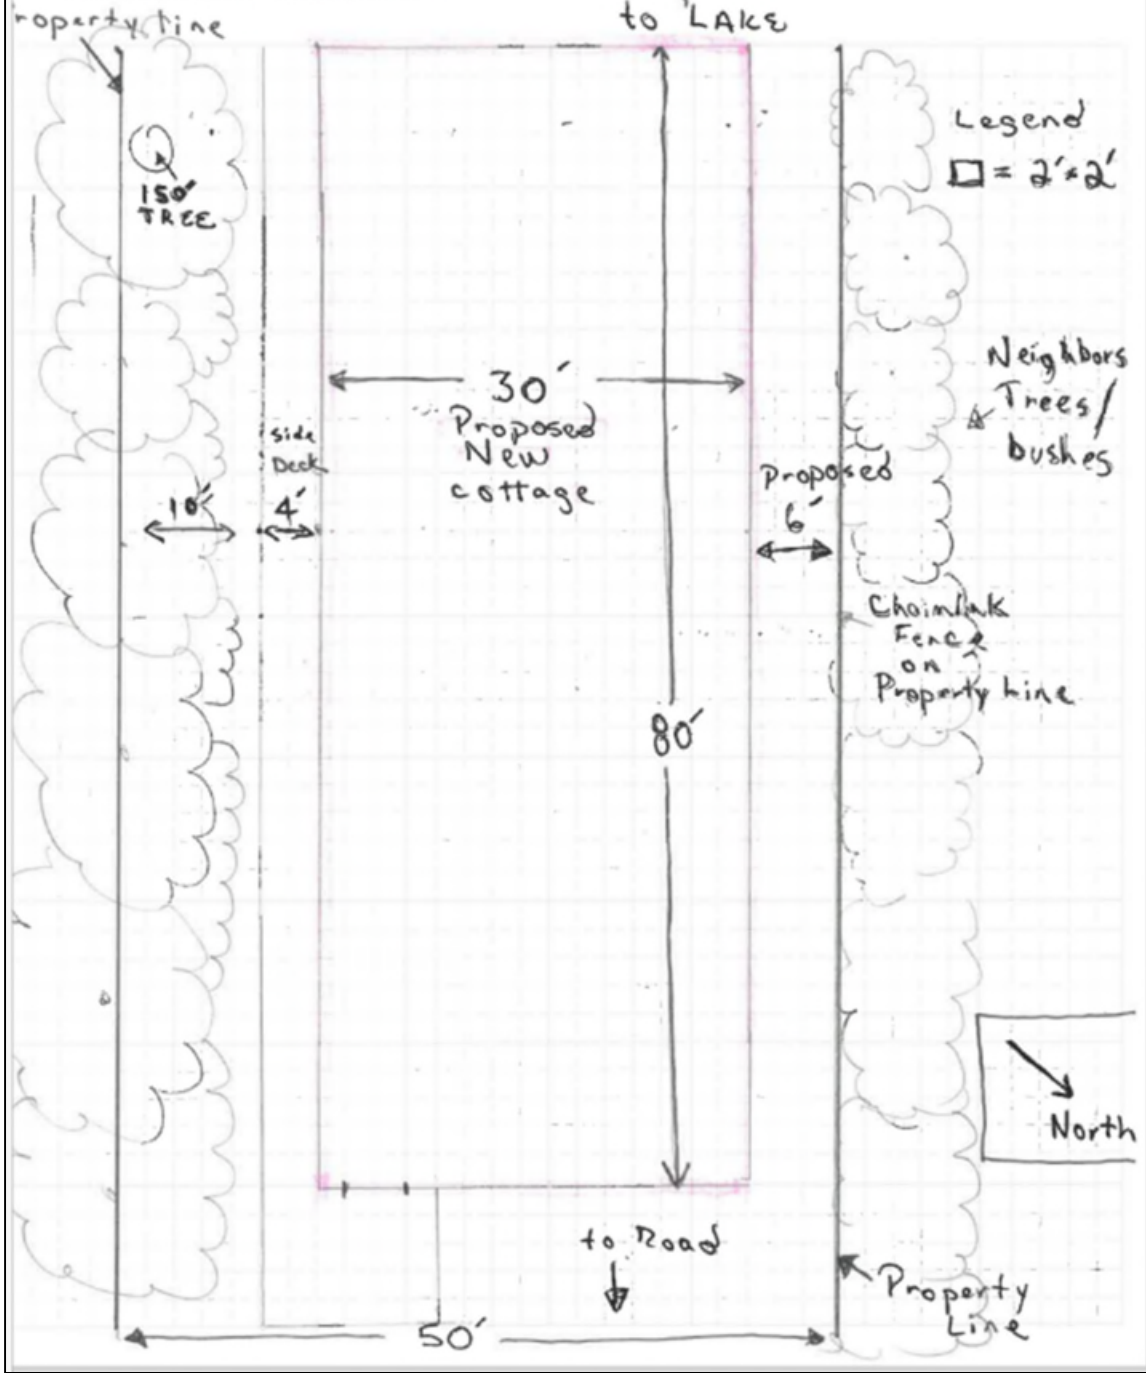 roperty Line
to LAKE
Legend
= 2'x2'
150'
TREE
30'
Proposed
New
cottage
Neighbors
Trees/
bushes
Side
Deck
10'
4'
Proposed
6'
Chainlink
Fence
on
Property Line
80'
North
to Road
Property
Line
50'